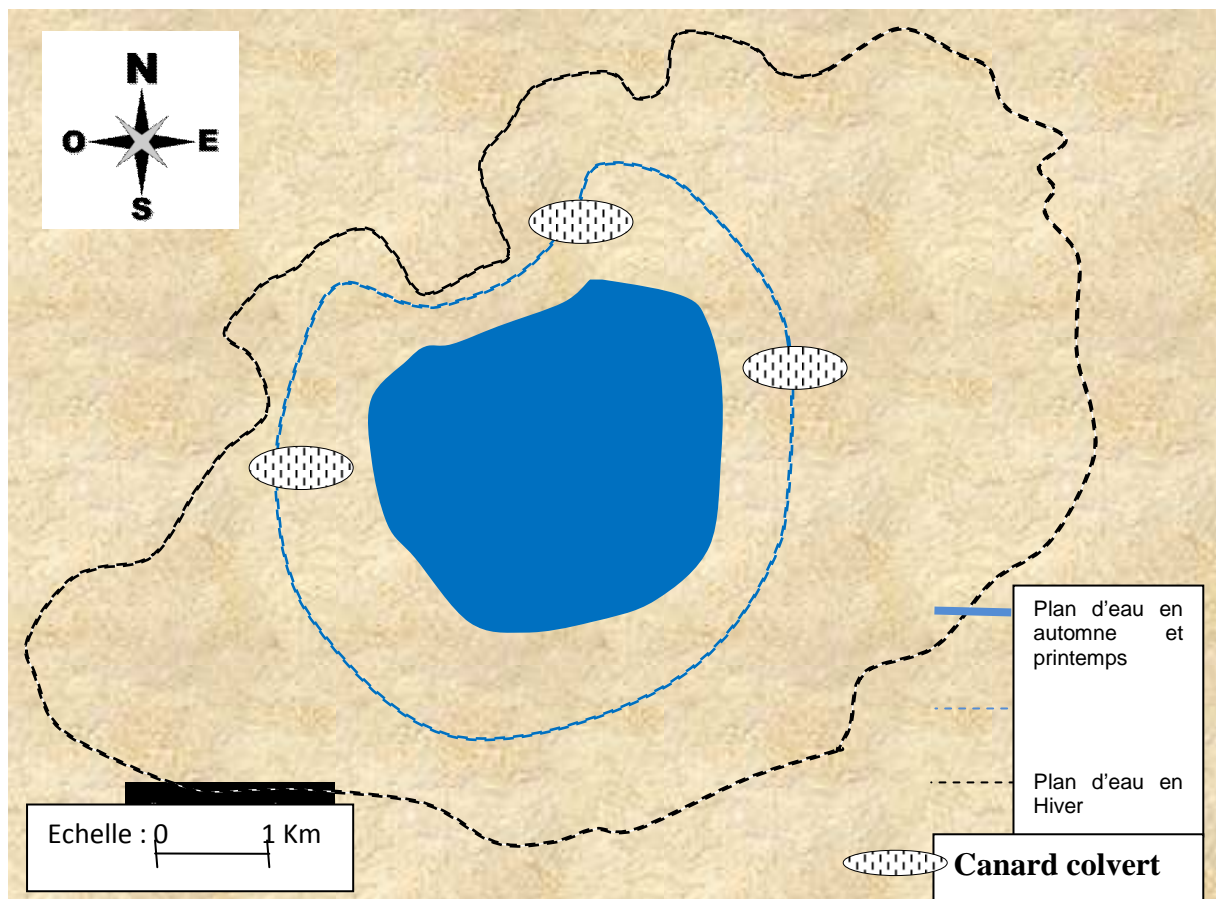 N
O E
S
Plan d'eau en
automne et
printemps
Plan d'eau en
Hiver
Echelle : 0 1 Km
Canard colvert